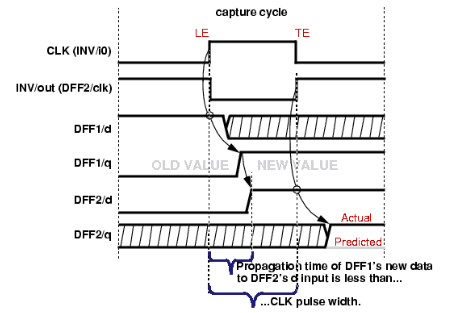 capture cycle
LE TE
CLK (INV/i0)
INV/out (DFF2/clk)
DFF1/d
DFF1/q OLD VALUE NEW VALUE
DFF2/d
Actual
DFF2/q
Predicted
Propagation time of DFF1's new data
to DFF2's d input is less than...
...CLK pulse width.